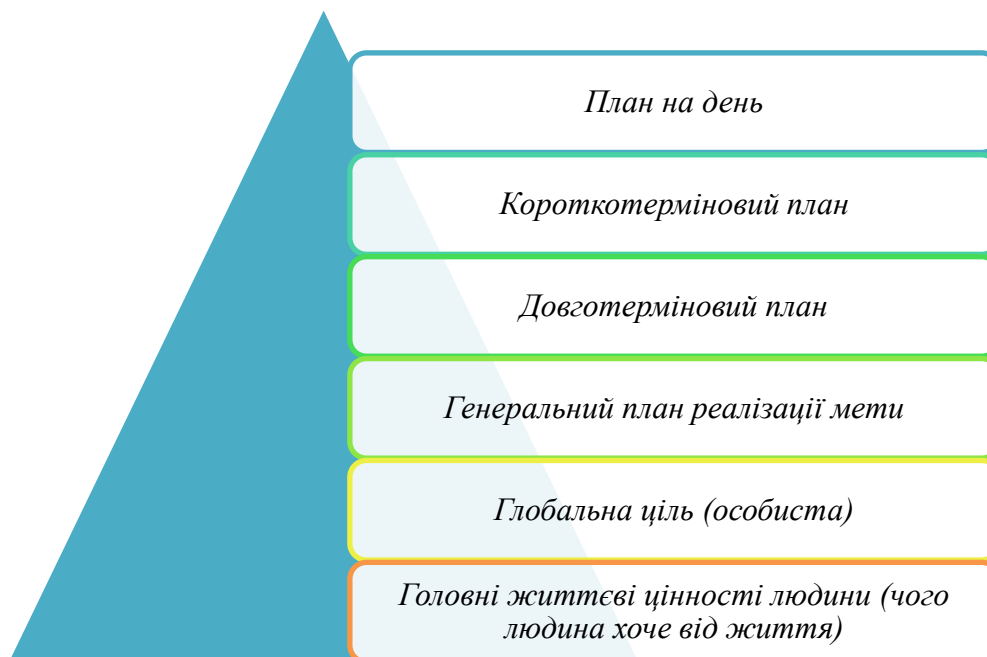 План на день
Короткотерміновий план
Довготерміновий план
Генеральний план реалізації мети
Глобальна ціль (особиста)
Головні життєві цінності людини (чого
людина хоче від життя)